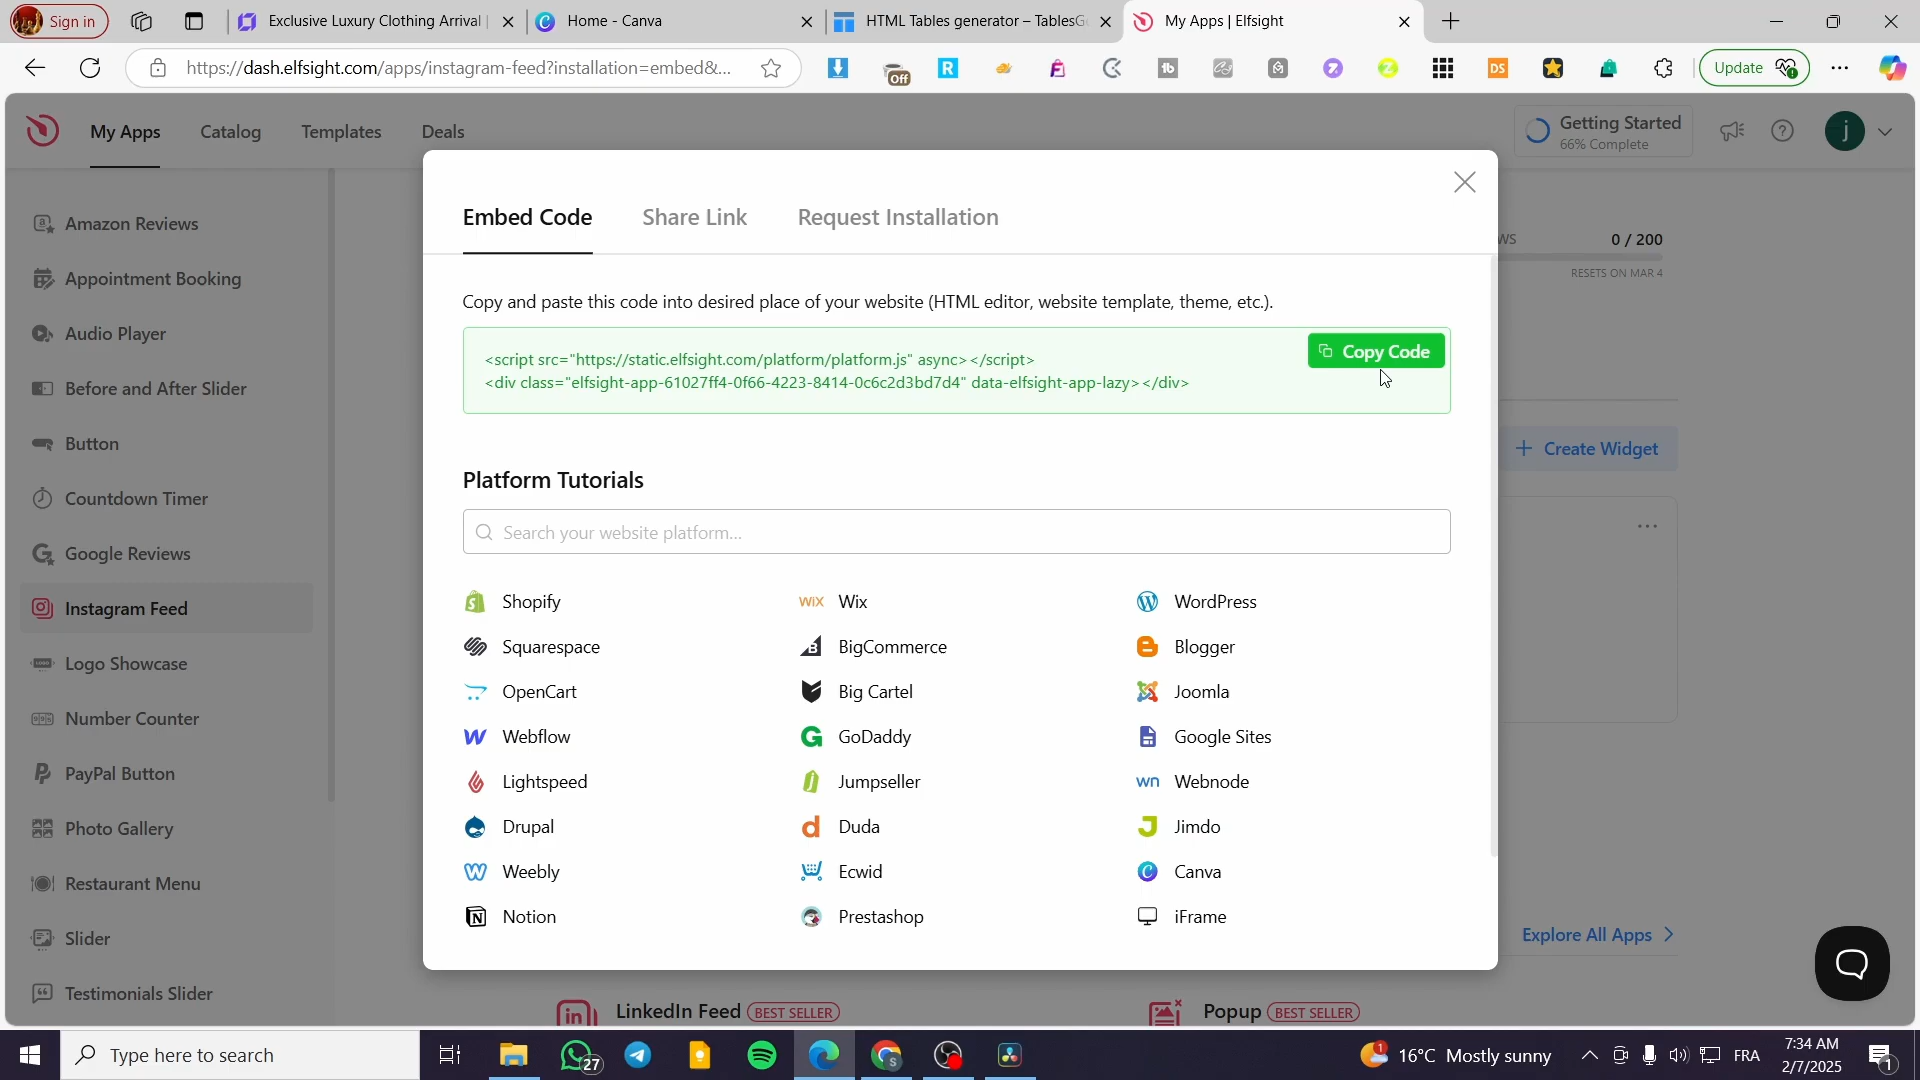 Sign in
Exclusive Luxury Clothing Arrival
Home - Canva
HTML Tables generator – TablesG
My Apps | Elfsight
https://dash.elfsight.com/apps/instagram-feed?installation=embed&...
Off
R
tb
DS
Update
My Apps
Catalog
Templates
Deals
Getting Started
66% Complete
j
Amazon Reviews
Appointment Booking
Audio Player
Before and After Slider
Button
Countdown Timer
Google Reviews
Instagram Feed
Logo Showcase
Number Counter
PayPal Button
Photo Gallery
Restaurant Menu
Slider
Testimonials Slider
Embed Code
Share Link
Request Installation
WS
0 / 200
RESETS ON MAR 4
Copy and paste this code into desired place of your website (HTML editor, website template, theme, etc.).
<script src="https://static.elfsight.com/platform/platform.js" async></script>
<div class="elfsight-app-61027ff4-0f66-4223-8414-0c6c2d3bd7d4" data-elfsight-app-lazy></div>
Copy Code
Create Widget
Platform Tutorials
Search your website platform...
Shopify
WiX Wix
WordPress
Squarespace
BigCommerce
Blogger
OpenCart
Big Cartel
Joomla
Webflow
GoDaddy
Google Sites
Lightspeed
Jumpseller
wn Webnode
Drupal
Duda
Jimdo
Weebly
Ecwid
Canva
Notion
Prestashop
iFrame
Explore All Apps
LinkedIn Feed BEST SELLER
Popup BEST SELLER
Type here to search
27
1
16°C Mostly sunny
FRA
7:34 AM
2/7/2025
1